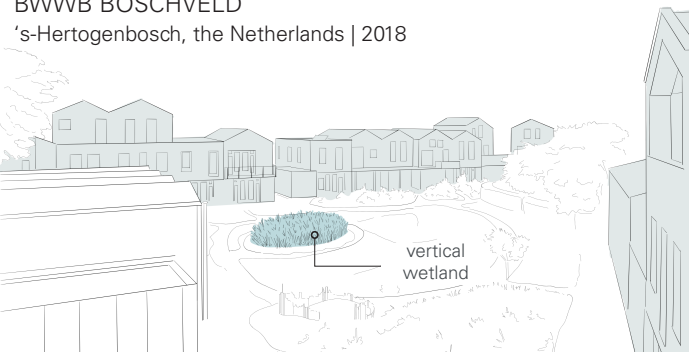 BWWB BOSCHVELD
‘s-Hertogenbosch, the Netherlands | 2018
vertical
wetland